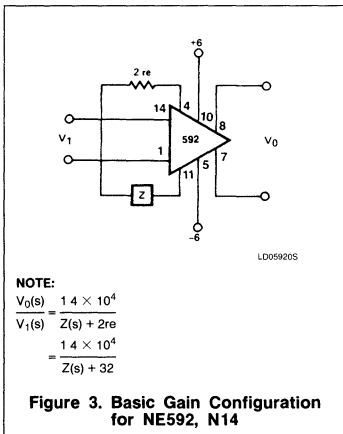 2 re
+6
14
4
10
8
592
V1
V0
1
11
5
7
Z
-6
LD05920S
NOTE:
V0(s) / V1(s) = 1 4 × 10^4 / Z(s) + 2re
= 1 4 × 10^4 / Z(s) + 32
Figure 3. Basic Gain Configuration
for NE592, N14